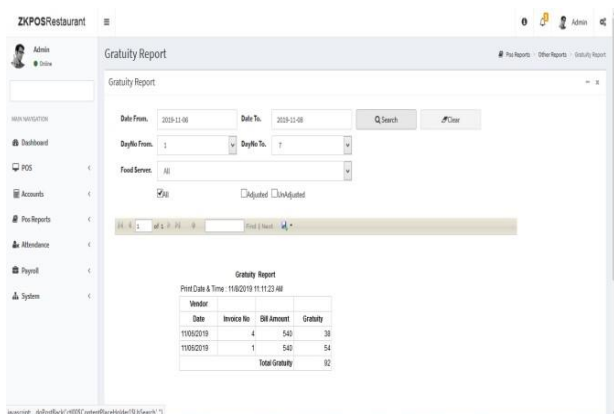 ZKPOSRestaurant
Admin
Admin
Online
Gratuity Report
Pos Reports > Other Reports > Gratuity Report
Gratuity Report
MAIN NAVIGATION
Dashboard
POS
Accounts
Pos Reports
Attendance
Payroll
System
Date From. 2019-11-06 Date To. 2019-11-08 Search Clear
DayNo From. 1 DayNo To. 7
Food Server. All
All Adjusted UnAdjusted
1 of 1 Find | Next
Gratuity Report
Print Date & Time : 11/8/2019 11:11:23 AM
Vendor
Date Invoice No Bill Amount Gratuity
11/06/2019 4 540 38
11/06/2019 1 540 54
Total Gratuity 92